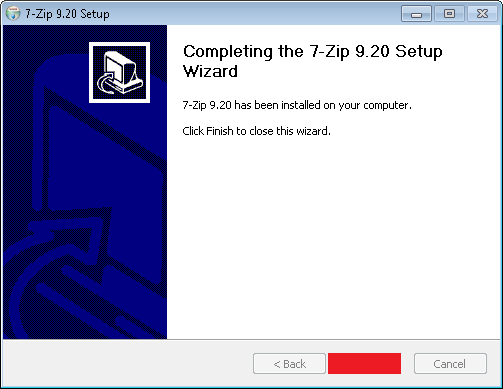 7-Zip 9.20 Setup
Completing the 7-Zip 9.20 Setup
Wizard
7-Zip 9.20 has been installed on your computer.
Click Finish to close this wizard.
< Back
Cancel